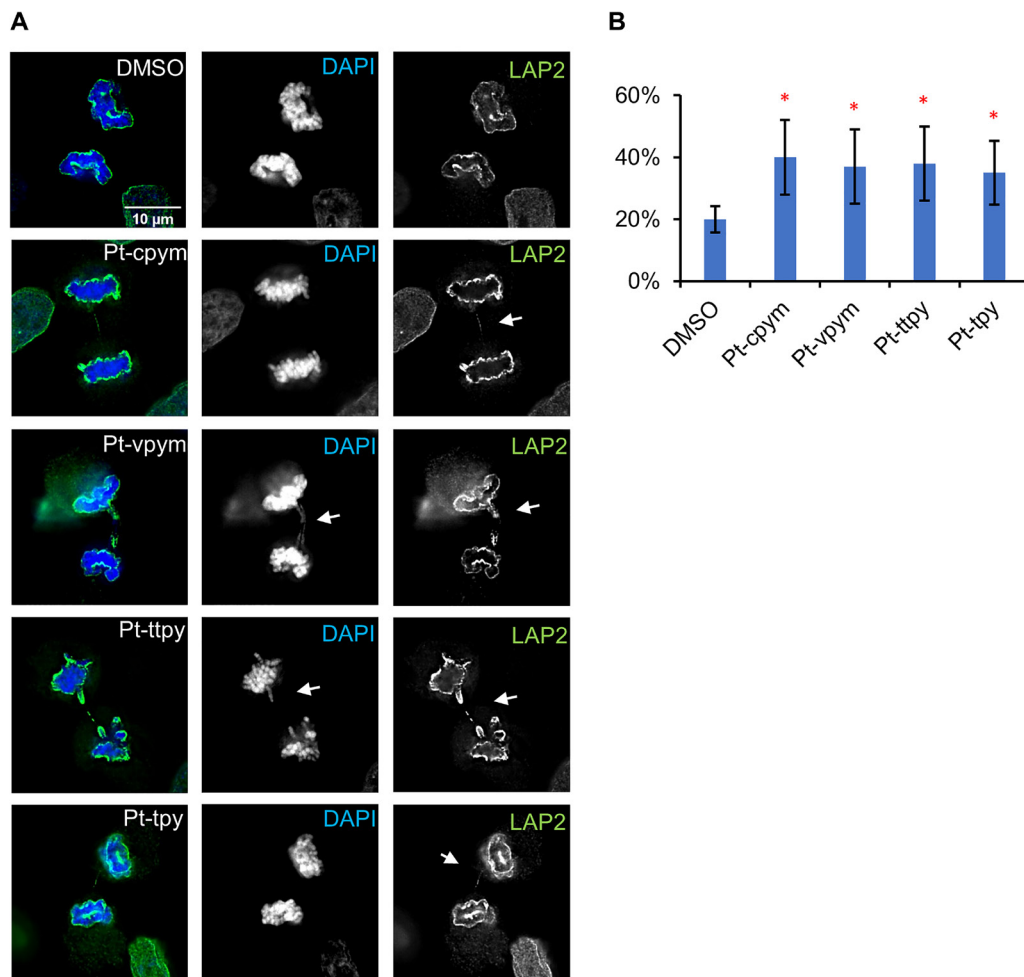 A
DMSO
DAPI
LAP2
10 µm
Pt-cpym
DAPI
LAP2
Pt-vpym
DAPI
LAP2
Pt-ttpy
DAPI
LAP2
Pt-tpy
DAPI
LAP2
B
60%
40%
20%
0%
* * * *
DMSO
Pt-cpym
Pt-vpym
Pt-ttpy
Pt-tpy